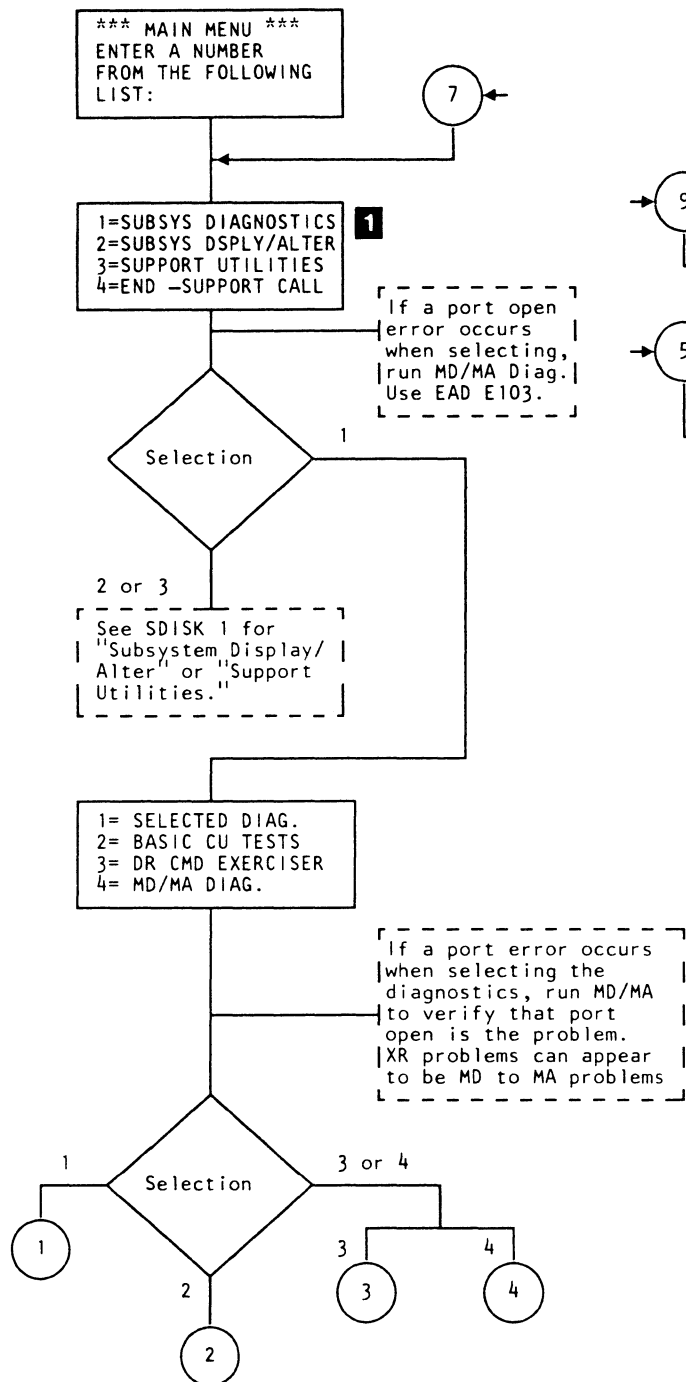 *** MAIN MENU ***
ENTER A NUMBER
FROM THE FOLLOWING
LIST:
7
1=SUBSYS DIAGNOSTICS
2=SUBSYS DSPLY/ALTER
3=SUPPORT UTILITIES
4=END –SUPPORT CALL
1
9
If a port open
error occurs
when selecting,
run MD/MA Diag.
Use EAD E103.
5
Selection
1
2 or 3
See SDISK 1 for
"Subsystem Display/
Alter" or "Support
Utilities."
1= SELECTED DIAG.
2= BASIC CU TESTS
3= DR CMD EXERCISER
4= MD/MA DIAG.
If a port error occurs
when selecting the
diagnostics, run MD/MA
to verify that port
open is the problem.
XR problems can appear
to be MD to MA problems
1
Selection
3 or 4
1
2
3
4
3
4
2